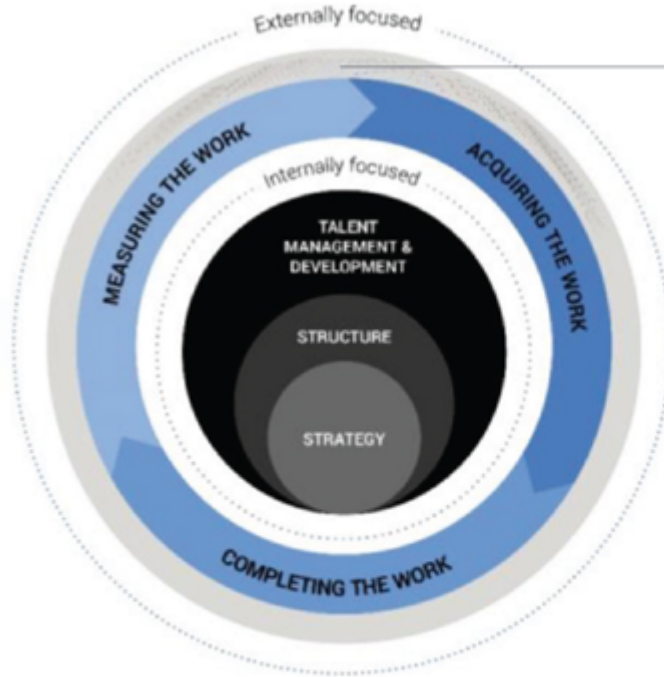 Externally focused
MEASURING THE WORK
ACQUIRING THE WORK
Internally focused
TALENT
MANAGEMENT &
DEVELOPMENT
STRUCTURE
STRATEGY
COMPLETING THE WORK